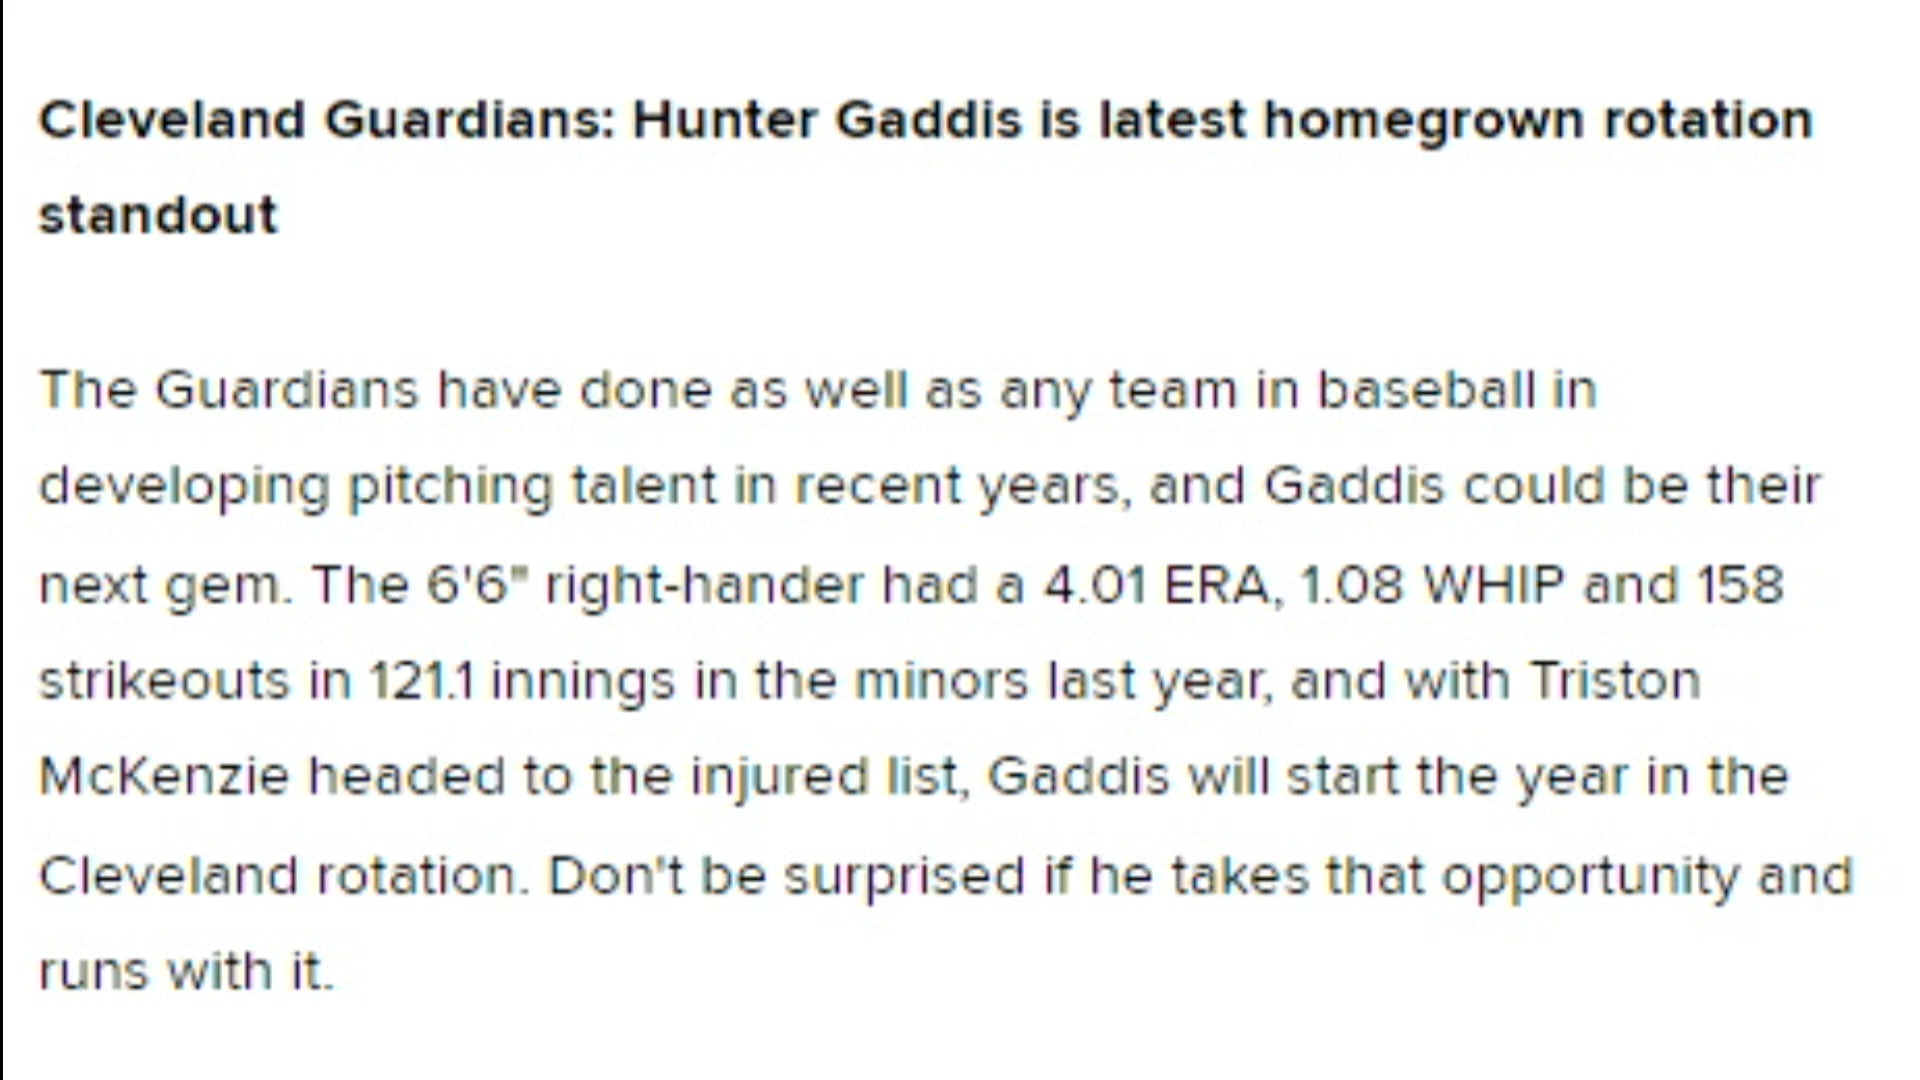 Cleveland Guardians: Hunter Gaddis is latest homegrown rotation
standout
The Guardians have done as well as any team in baseball in
developing pitching talent in recent years, and Gaddis could be their
next gem. The 6'6" right-hander had a 4.01 ERA, 1.08 WHIP and 158
strikeouts in 121.1 innings in the minors last year, and with Triston
McKenzie headed to the injured list, Gaddis will start the year in the
Cleveland rotation. Don't be surprised if he takes that opportunity and
runs with it.